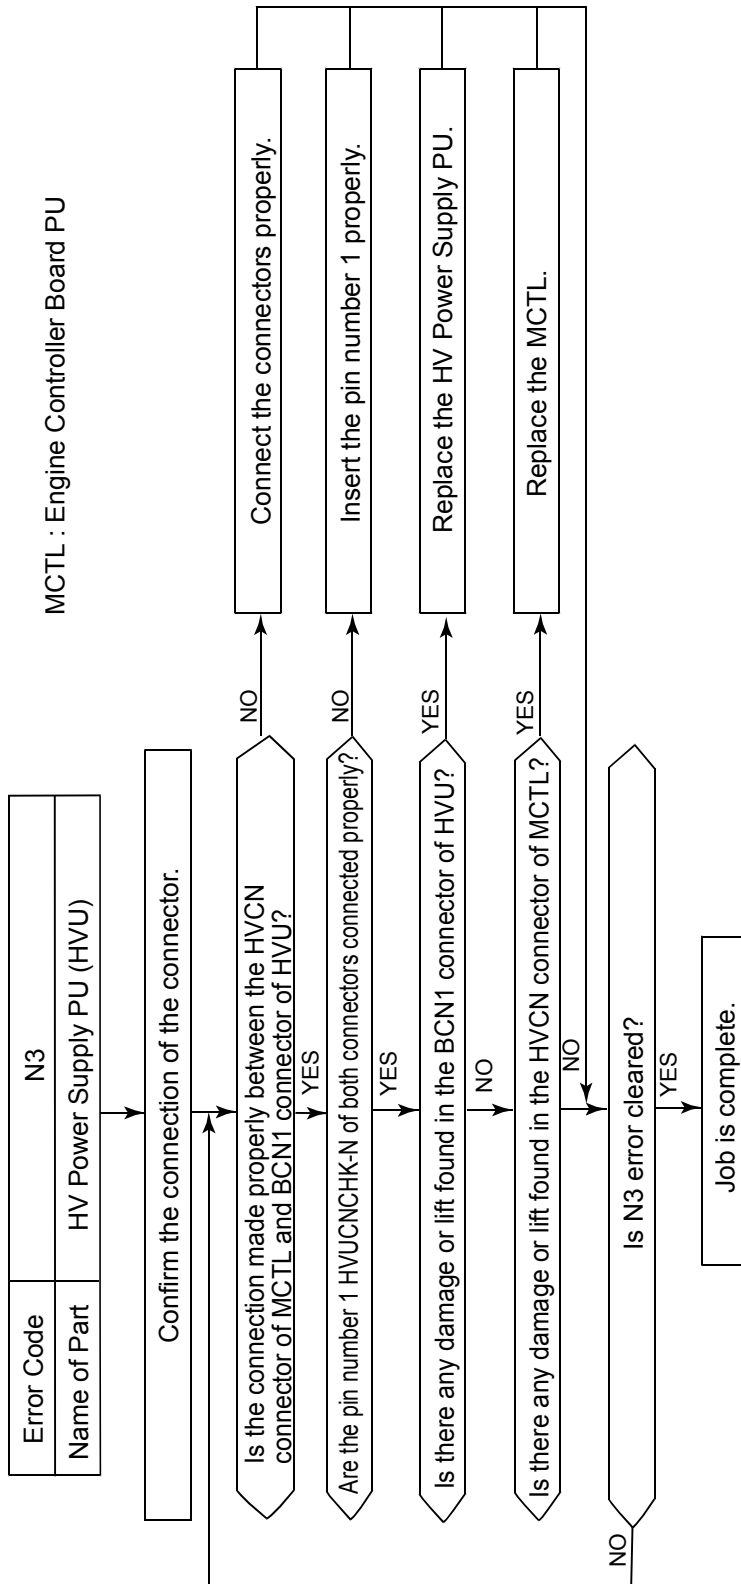 Error Code N3
Name of Part HV Power Supply PU (HVU)
MCTL : Engine Controller Board PU
Confirm the connection of the connector.
Is the connection made properly between the HVCN
connector of MCTL and BCN1 connector of HVU?
NO
Connect the connectors properly.
YES
Are the pin number 1 HVUCNCHK-N of both connectors connected properly?
NO
Insert the pin number 1 properly.
YES
Is there any damage or lift found in the BCN1 connector of HVU?
YES
Replace the HV Power Supply PU.
NO
Is there any damage or lift found in the HVCN connector of MCTL?
YES
Replace the MCTL.
NO
Is N3 error cleared?
NO
YES
Job is complete.